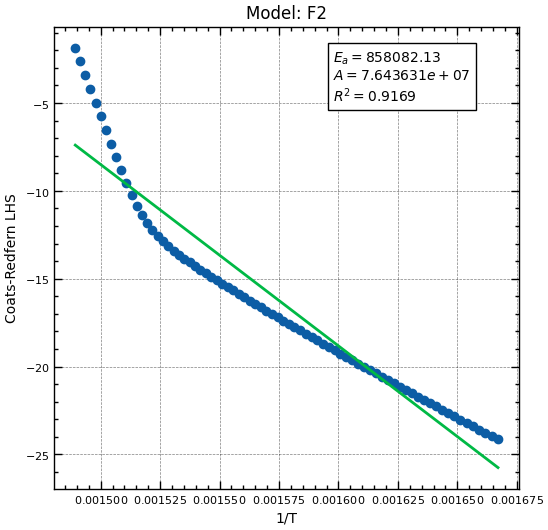 Model: F2
E_a = 858082.13
A = 7.643631e + 07
R^2 = 0.9169
Coats-Redfern LHS
−5
−10
−15
−20
−25
0.001500 0.001525 0.001550 0.001575 0.001600 0.001625 0.001650 0.001675
1/T